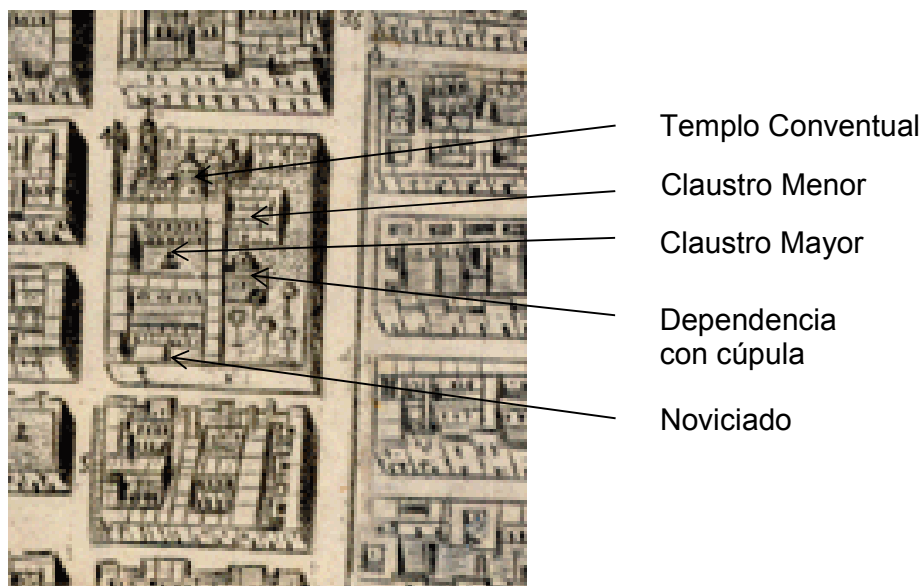 Templo Conventual
Claustro Menor
Claustro Mayor
Dependencia
con cúpula
Noviciado